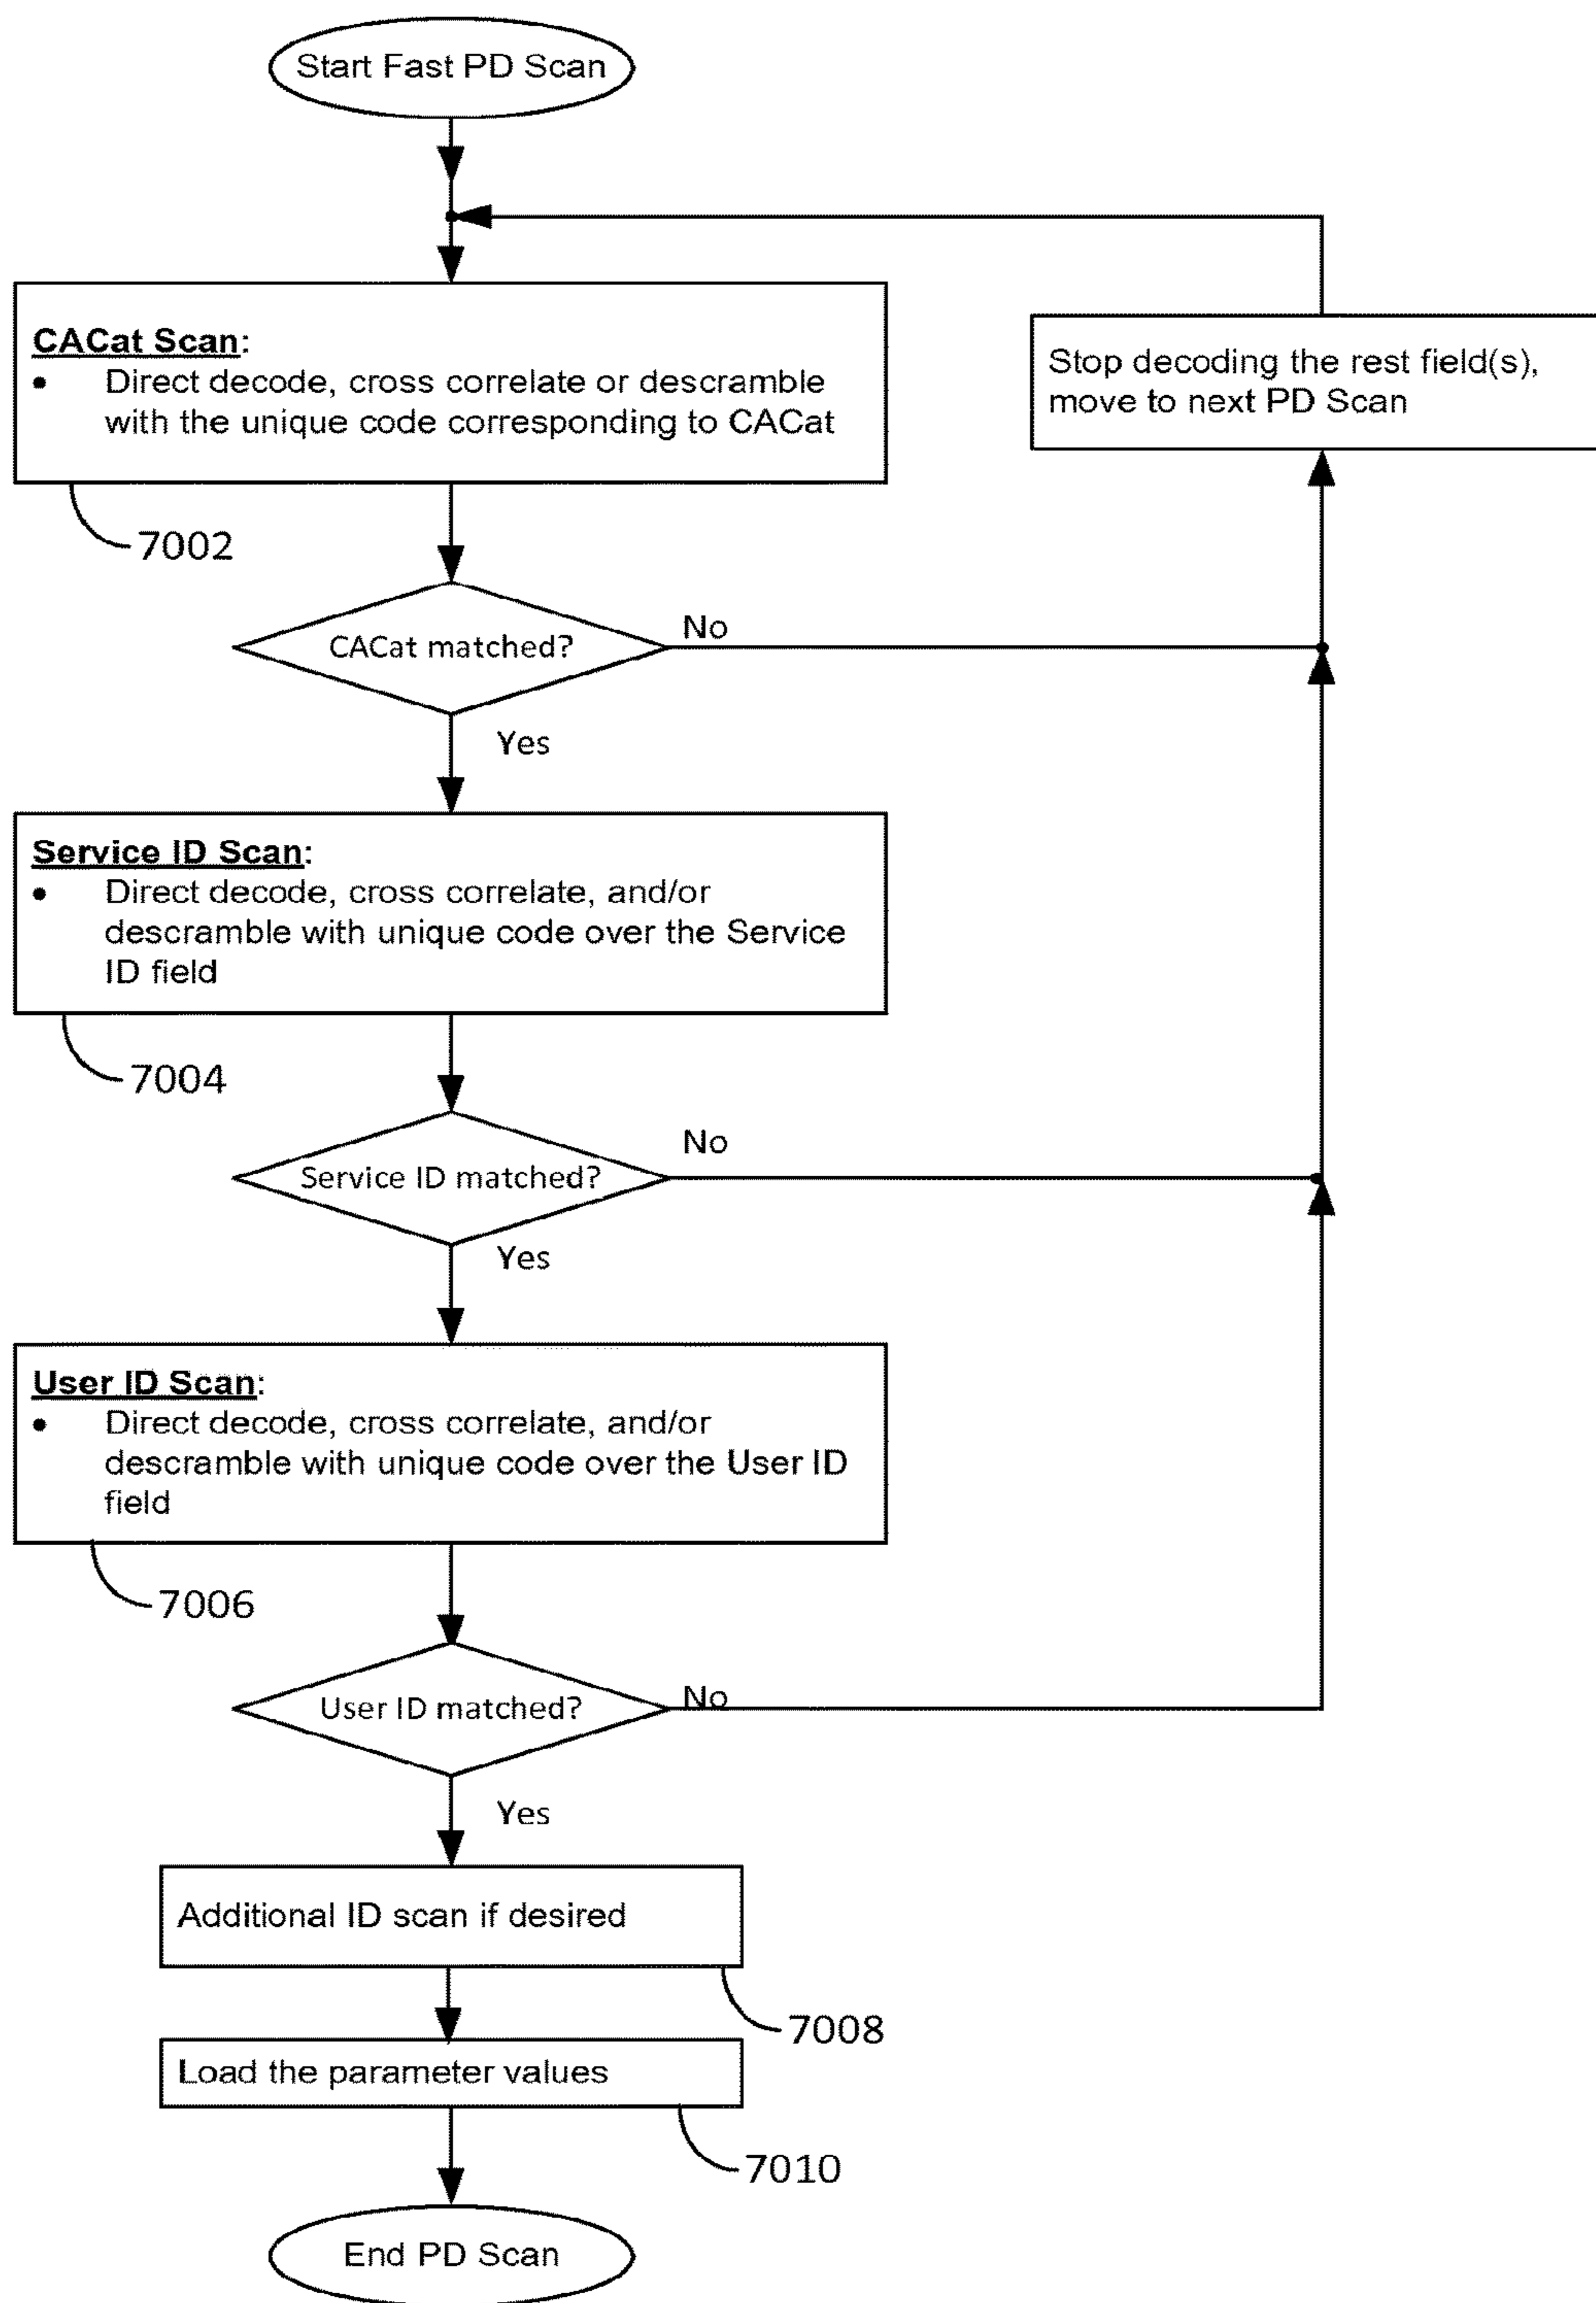 Start Fast PD Scan
CACat Scan:
• Direct decode, cross correlate or descramble
with the unique code corresponding to CACat
Stop decoding the rest field(s),
move to next PD Scan
7002
CACat matched?
No
Yes
Service ID Scan:
• Direct decode, cross correlate, and/or
descramble with unique code over the Service
ID field
7004
Service ID matched?
No
Yes
User ID Scan:
• Direct decode, cross correlate, and/or
descramble with unique code over the User ID
field
7006
User ID matched?
No
Yes
Additional ID scan if desired
7008
Load the parameter values
7010
End PD Scan